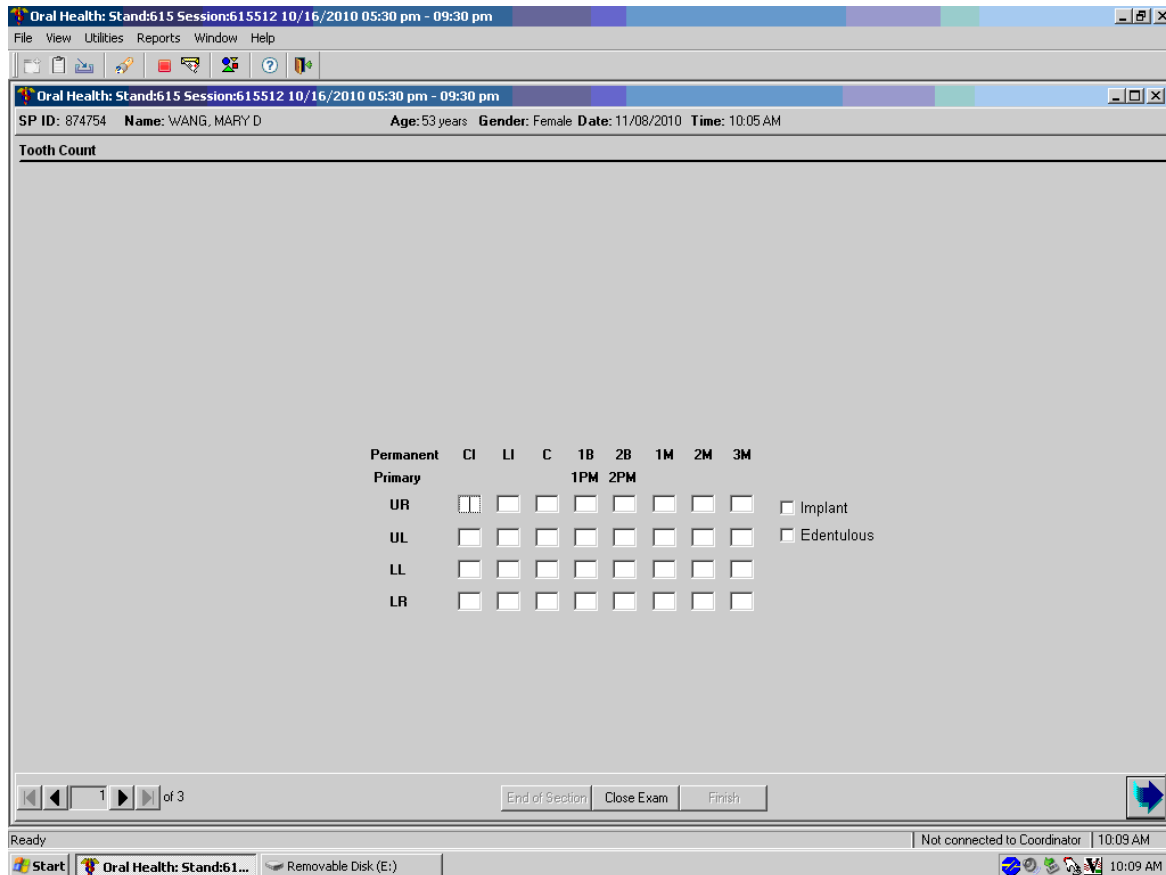 Oral Health: Stand:615 Session:615512 10/16/2010 05:30 pm - 09:30 pm
File View Utilities Reports Window Help
Oral Health: Stand:615 Session:615512 10/16/2010 05:30 pm - 09:30 pm
SP ID: 874754 Name: WANG, MARY D Age: 53 years Gender: Female Date: 11/08/2010 Time: 10:05 AM
Tooth Count
Permanent CI LI C 1B 2B 1M 2M 3M
Primary 1PM 2PM
UR Implant
UL Edentulous
LL
LR
1 of 3 End of Section Close Exam Finish
Ready Not connected to Coordinator 10:09 AM
Start Oral Health: Stand:61... Removable Disk (E:) 10:09 AM